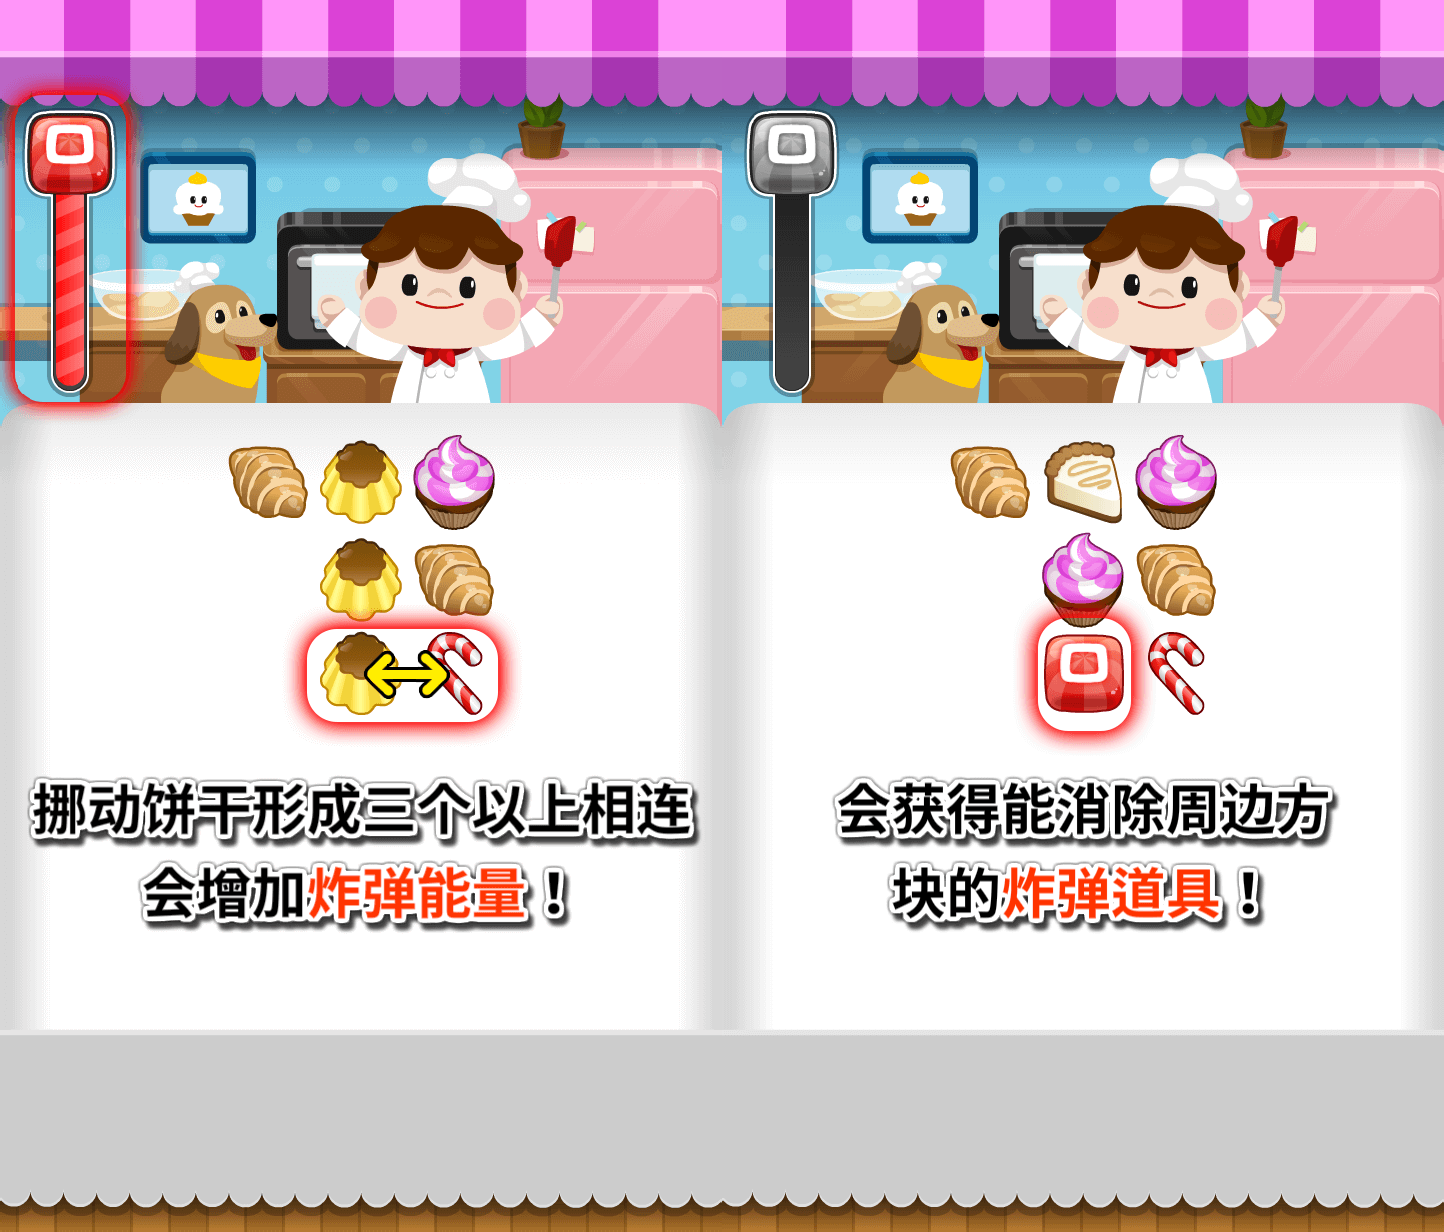 挪动饼干形成三个以上相连
会增加炸弹能量！
会获得能消除周边方
块的炸弹道具！